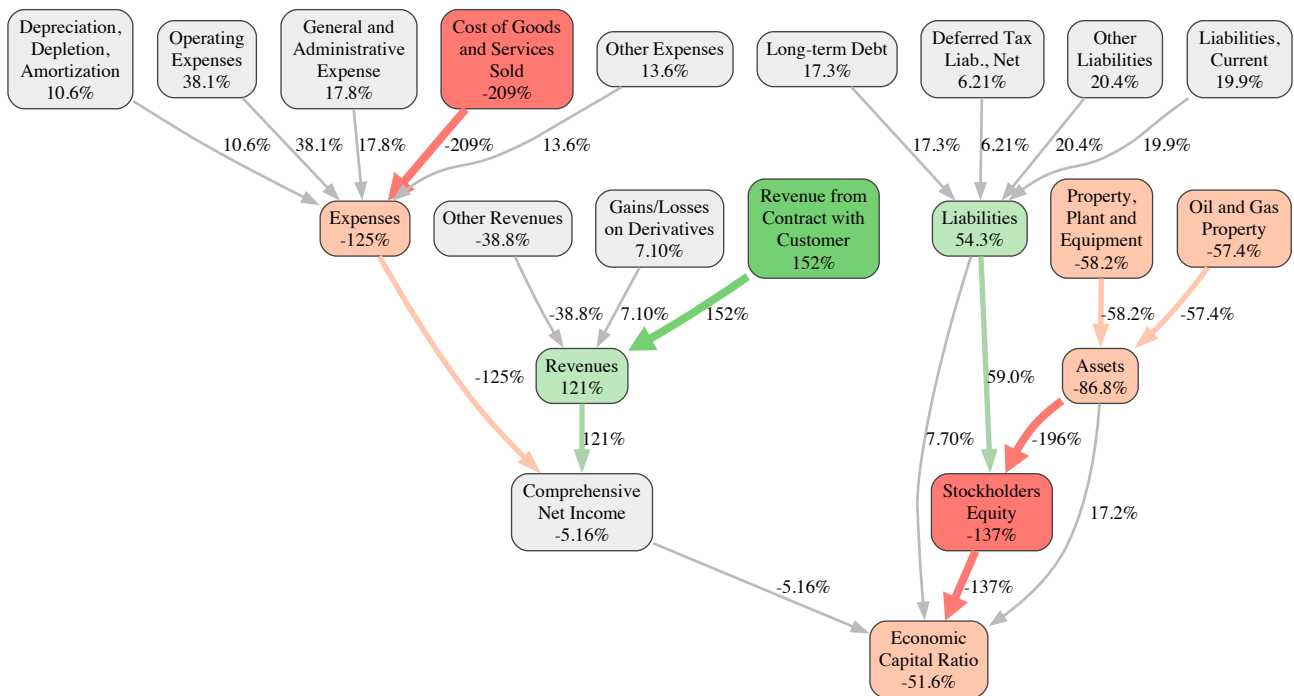 Depreciation,
Depletion,
Amortization
10.6%
Operating
Expenses
38.1%
General and
Administrative
Expense
17.8%
Cost of Goods
and Services
Sold
-209%
Other Expenses
13.6%
Long-term Debt
17.3%
Deferred Tax
Liab., Net
6.21%
Other
Liabilities
20.4%
Liabilities,
Current
19.9%
10.6%
38.1%
17.8%
-209%
13.6%
17.3%
6.21%
20.4%
19.9%
Expenses
-125%
Other Revenues
-38.8%
Gains/Losses
on Derivatives
7.10%
Revenue from
Contract with
Customer
152%
Liabilities
54.3%
Property,
Plant and
Equipment
-58.2%
Oil and Gas
Property
-57.4%
-38.8%
7.10%
152%
-58.2%
-57.4%
-125%
Revenues
121%
59.0%
Assets
-86.8%
121%
7.70%
-196%
Comprehensive
Net Income
-5.16%
Stockholders
Equity
-137%
17.2%
-5.16%
-137%
Economic
Capital Ratio
-51.6%